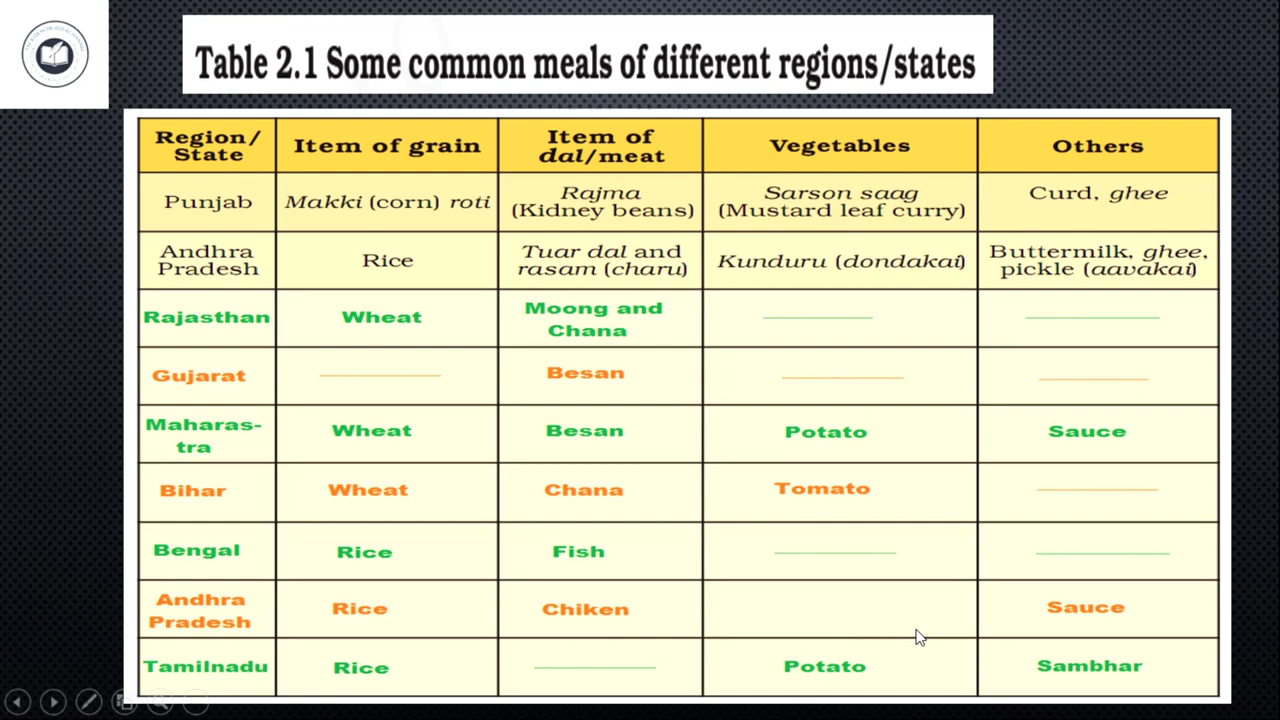 Table 2.1 Some common meals of different regions/states
Region/
State
Item of grain
Item of
dal/meat
Vegetables
Others
Punjab
Makki (corn) roti
Rajma
(Kidney beans)
Sarson saag
(Mustard leaf curry)
Curd, ghee
Andhra
Pradesh
Rice
Tuar dal and
rasam (charu)
Kunduru (dondakai)
Buttermilk, ghee,
pickle (aavakai)
Rajasthan
Wheat
Moong and
Chana
Gujarat
Besan
Maharas-
tra
Wheat
Besan
Potato
Sauce
Bihar
Wheat
Chana
Tomato
Bengal
Rice
Fish
Andhra
Pradesh
Rice
Chiken
Sauce
Tamilnadu
Rice
Potato
Sambhar